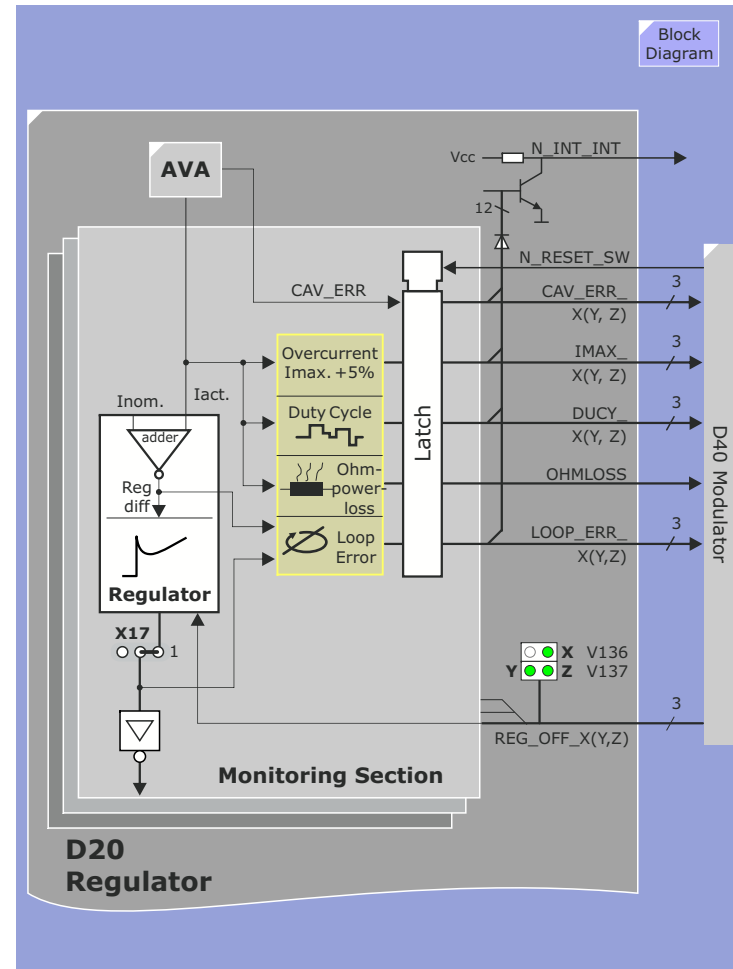 Block
Diagram
AVA
Vcc
N_INT_INT
12
N_RESET_SW
CAV_ERR
CAV_ERR_
X(Y, Z)
3
Overcurrent
Imax. +5%
IMAX_
X(Y, Z)
3
Inom.
Iact.
adder
Reg
diff
Regulator
Duty Cycle
DUCY_
X(Y, Z)
3
Ohm-
power-
loss
OHMLOSS
Loop
Error
LOOP_ERR_
X(Y,Z)
3
Latch
D40 Modulator
X17
1
X V136
Y Z V137
REG_OFF_X(Y,Z)
3
Monitoring Section
D20
Regulator